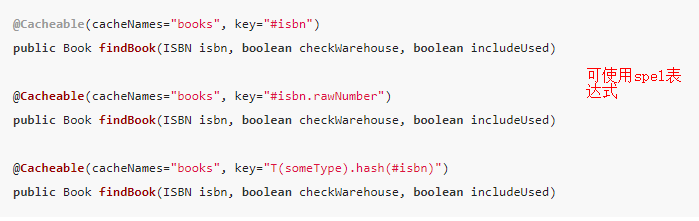 @Cacheable(cacheNames="books", key="#isbn")
public Book findBook(ISBN isbn, boolean checkWarehouse, boolean includeUsed)
@Cacheable(cacheNames="books", key="#isbn.rawNumber")
public Book findBook(ISBN isbn, boolean checkWarehouse, boolean includeUsed)
@Cacheable(cacheNames="books", key="T(someType).hash(#isbn)")
public Book findBook(ISBN isbn, boolean checkWarehouse, boolean includeUsed)
可使用spel表
达式